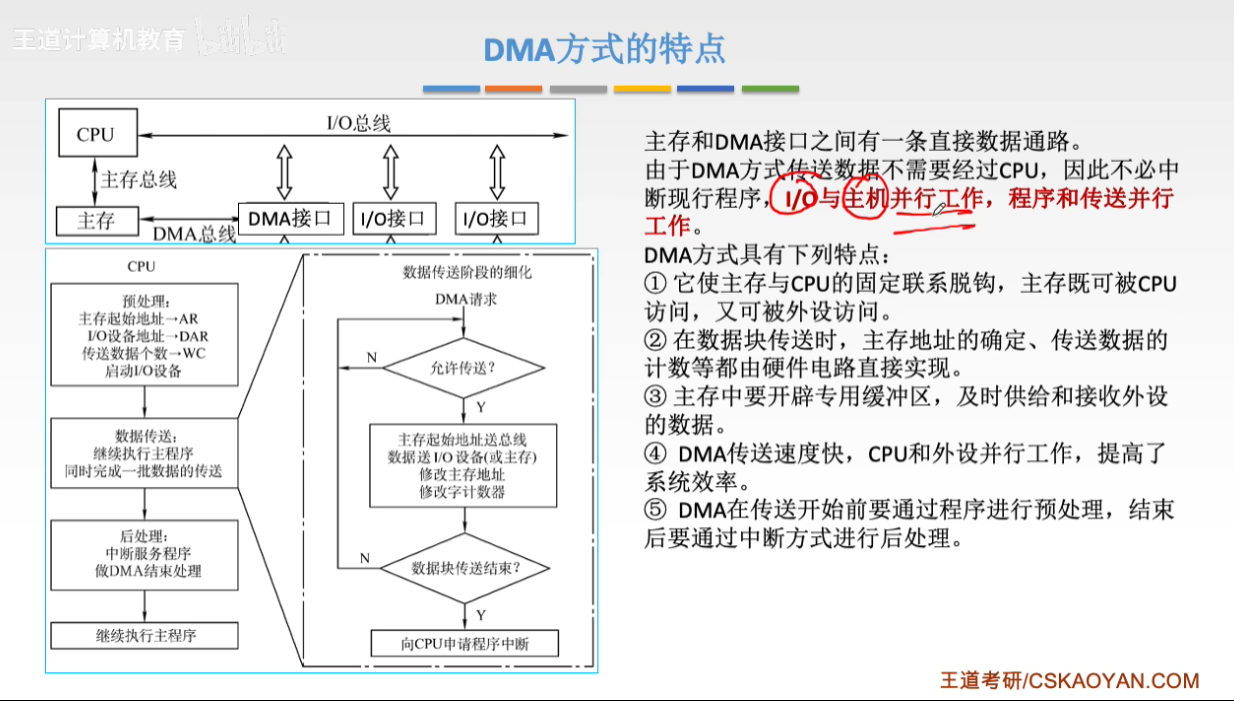 王道计算机教育 bilibili
DMA方式的特点
CPU
I/O总线
主存总线
主存
DMA总线
DMA接口
I/O接口
I/O接口
主存和DMA接口之间有一条直接数据通路。
由于DMA方式传送数据不需要经过CPU，因此不必中
断现行程序，I/O与主机并行工作，程序和传送并行
工作。
DMA方式具有下列特点：
① 它使主存与CPU的固定联系脱钩，主存既可被CPU
访问，又可被外设访问。
② 在数据块传送时，主存地址的确定、传送数据的
计数等都由硬件电路直接实现。
③ 主存中要开辟专用缓冲区，及时供给和接收外设
的数据。
④ DMA传送速度快，CPU和外设并行工作，提高了
系统效率。
⑤ DMA在传送开始前要通过程序进行预处理，结束
后要通过中断方式进行后处理。
CPU
预处理：
主存起始地址→AR
I/O设备地址→DAR
传送数据个数→WC
启动I/O设备
数据传送：
继续执行主程序
同时完成一批数据的传送
后处理：
中断服务程序
做DMA结束处理
继续执行主程序
数据传送阶段的细化
DMA请求
N
允许传送？
Y
主存起始地址送总线
数据送I/O设备(或主存)
修改主存地址
修改字计数器
N
数据块传送结束？
Y
向CPU申请程序中断
王道考研/CSKAOYAN.COM